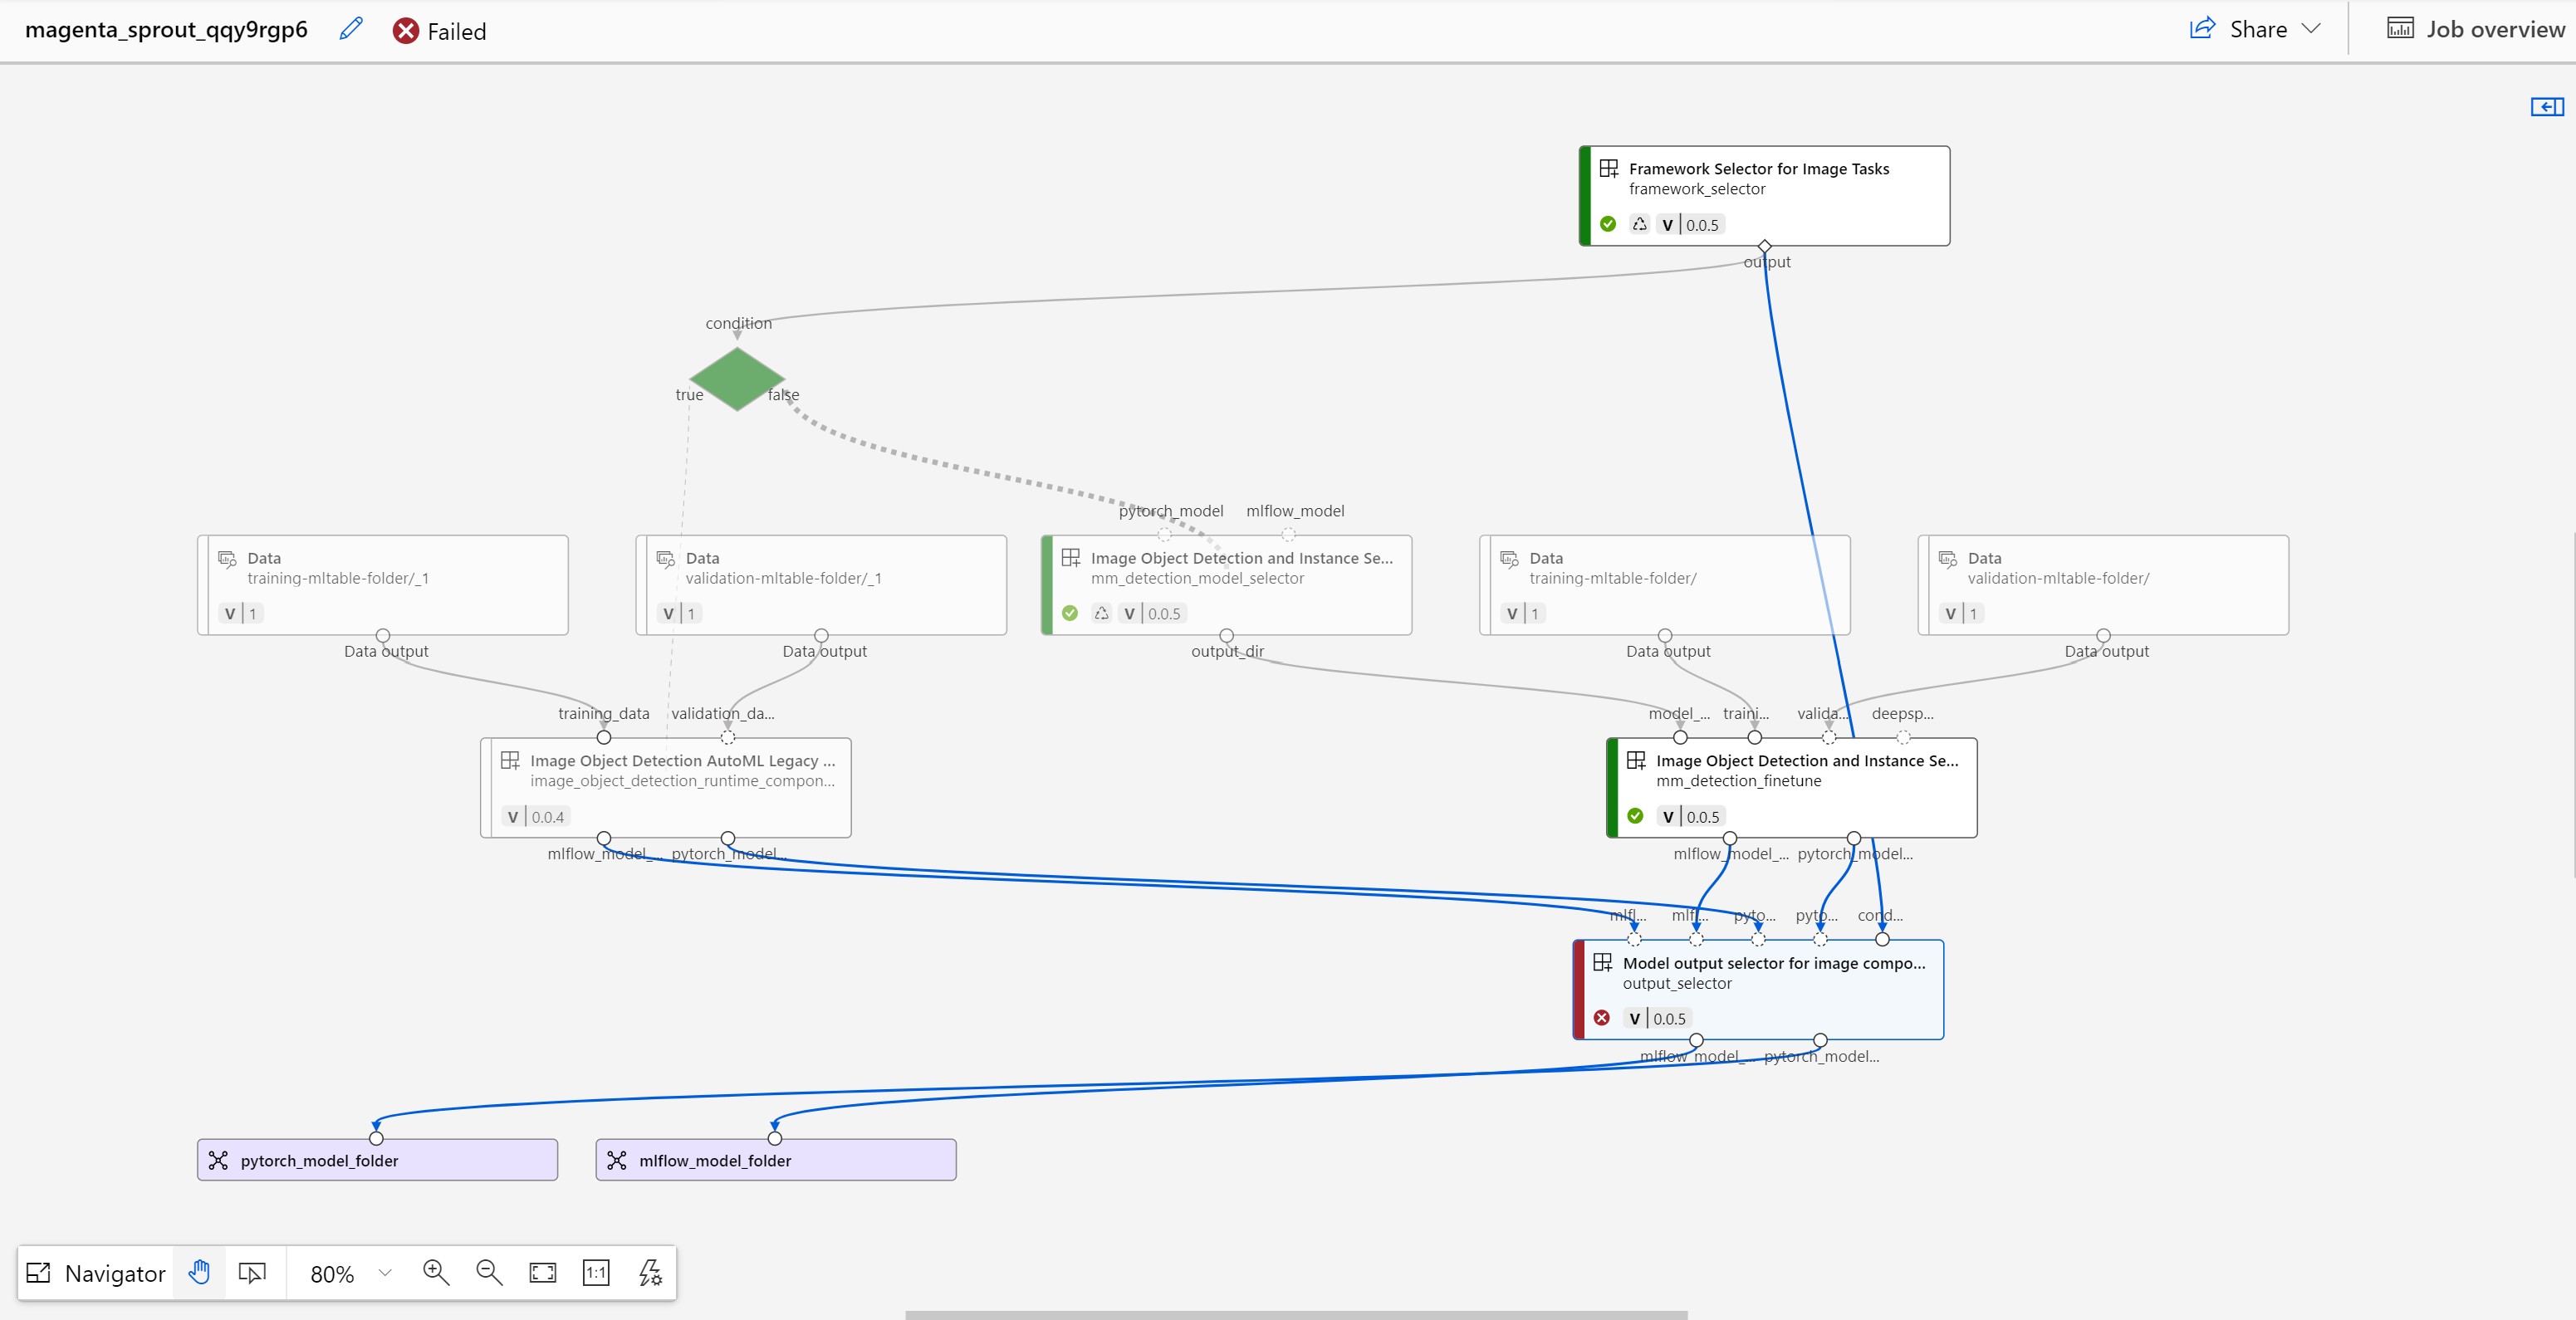 magenta_sprout_qqy9rgp6
Failed
Share
Job overview
Framework Selector for Image Tasks
framework_selector
V 0.0.5
output
condition
true
false
pytorch_model
mlflow_model
Data
training-mltable-folder/_1
V 1
Data output
Data
validation-mltable-folder/_1
V 1
Data output
Image Object Detection and Instance Se...
mm_detection_model_selector
V 0.0.5
output_dir
Data
training-mltable-folder/
V 1
Data output
Data
validation-mltable-folder/
V 1
Data output
training_data
validation_da...
Image Object Detection AutoML Legacy ...
image_object_detection_runtime_compon...
V 0.0.4
mlflow_model_...
pytorch_model...
model_...
traini...
valida...
deepsp...
Image Object Detection and Instance Se...
mm_detection_finetune
V 0.0.5
mlflow_model_...
pytorch_model...
mlfl...
mlfl...
pyto...
pyto...
cond...
Model output selector for image compo...
output_selector
V 0.0.5
mlflow_model_...
pytorch_model...
pytorch_model_folder
mlflow_model_folder
Navigator
80%
1:1